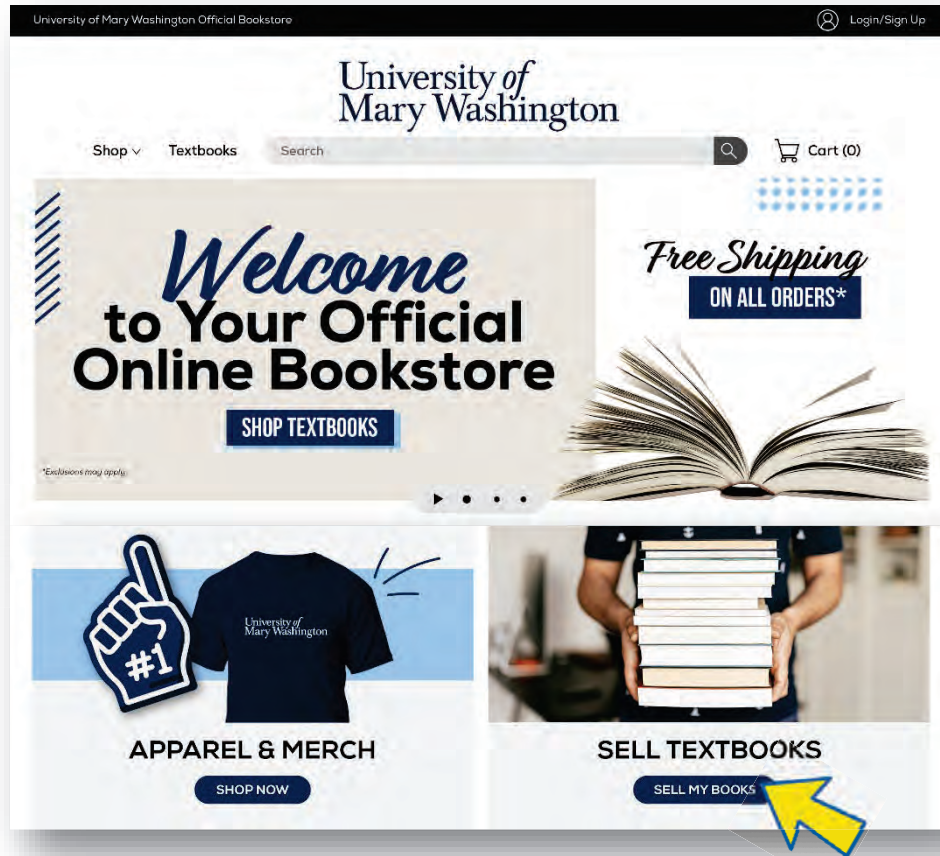 University of Mary Washington Official Bookstore
Login/Sign Up
University of
Mary Washington
Shop
Textbooks
Search
Cart (0)
Welcome
to Your Official
Online Bookstore
SHOP TEXTBOOKS
*Exclusions may apply.
Free Shipping
ON ALL ORDERS*
#1
University of
Mary Washington
APPAREL & MERCH
SHOP NOW
SELL TEXTBOOKS
SELL MY BOOKS